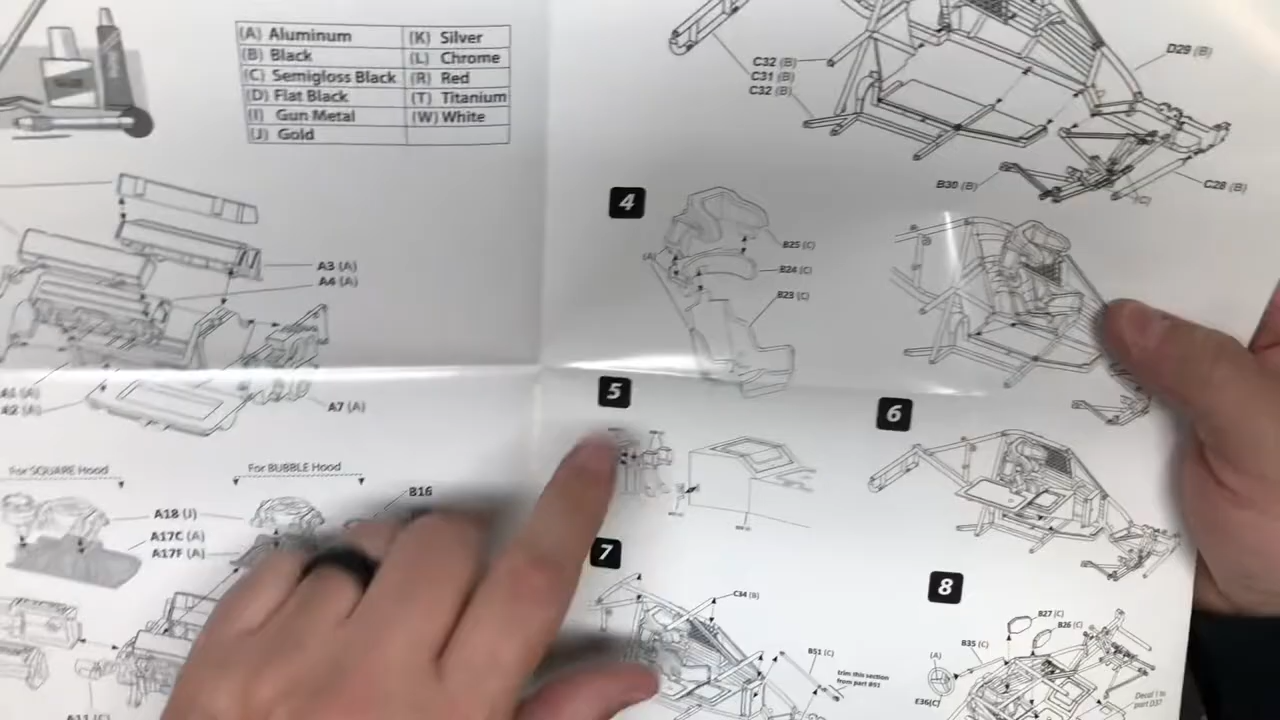 (A) Aluminum
(K) Silver
(B) Black
(L) Chrome
(C) Semigloss Black
(R) Red
(D) Flat Black
(T) Titanium
(I) Gun Metal
(W) White
(J) Gold
C32 (B)
C31 (B)
C32 (B)
D29 (B)
B30 (B)
C28 (B)
(C)
4
B25 (C)
(A)
B24 (C)
B23 (C)
A3 (A)
A4 (A)
A1 (A)
A2 (A)
A7 (A)
5
6
For SQUARE Hood
For BUBBLE Hood
B16
A18 (J)
A17C (A)
A17F (A)
7
8
C34 (B)
B51 (C)
trim this section
from part B51
B27 (C)
B26 (C)
B35 (C)
(A)
E36(C)
Decal 1 to
part D37
A11 (C)